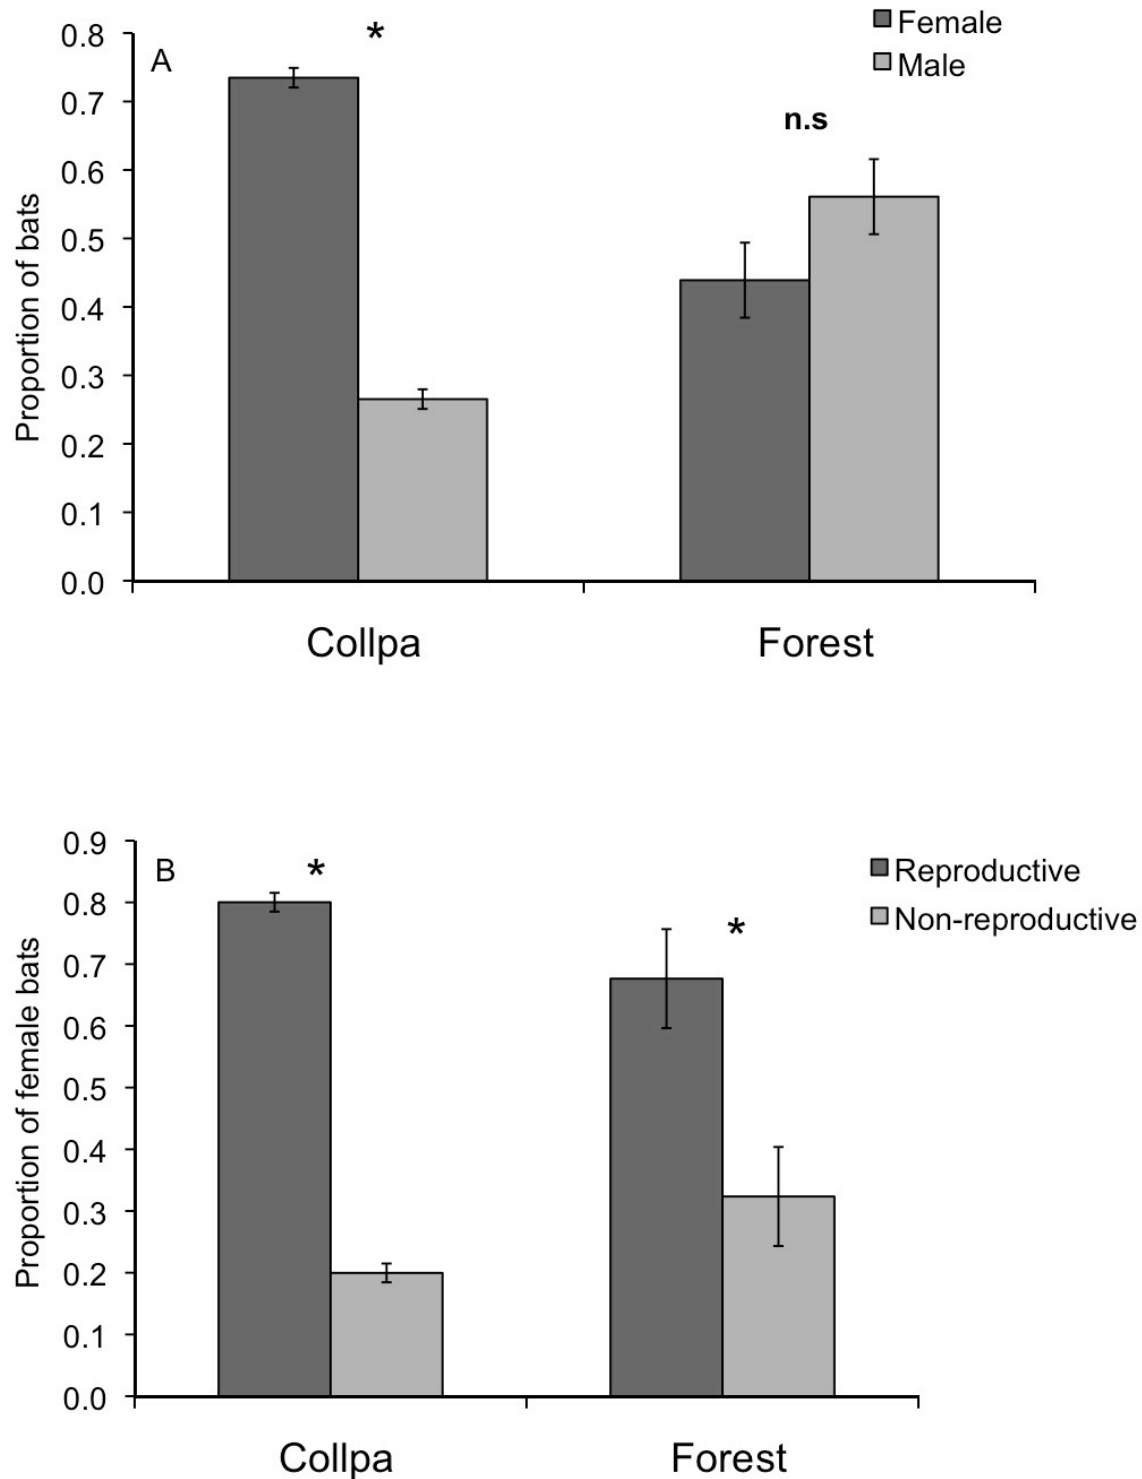 Female
Male
A
*
n.s
0.8
0.7
0.6
0.5
0.4
0.3
0.2
0.1
0.0
Proportion of bats
Collpa Forest
Reproductive
Non-reproductive
B
*
*
0.9
0.8
0.7
0.6
0.5
0.4
0.3
0.2
0.1
0.0
Proportion of female bats
Collpa Forest